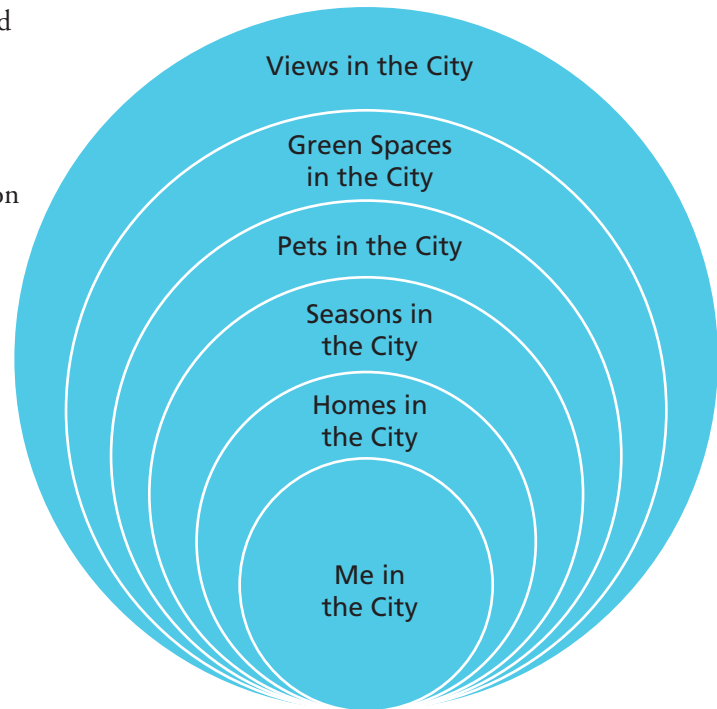 Views in the City
Green Spaces
in the City
Pets in the City
Seasons in
the City
Homes in
the City
Me in
the City